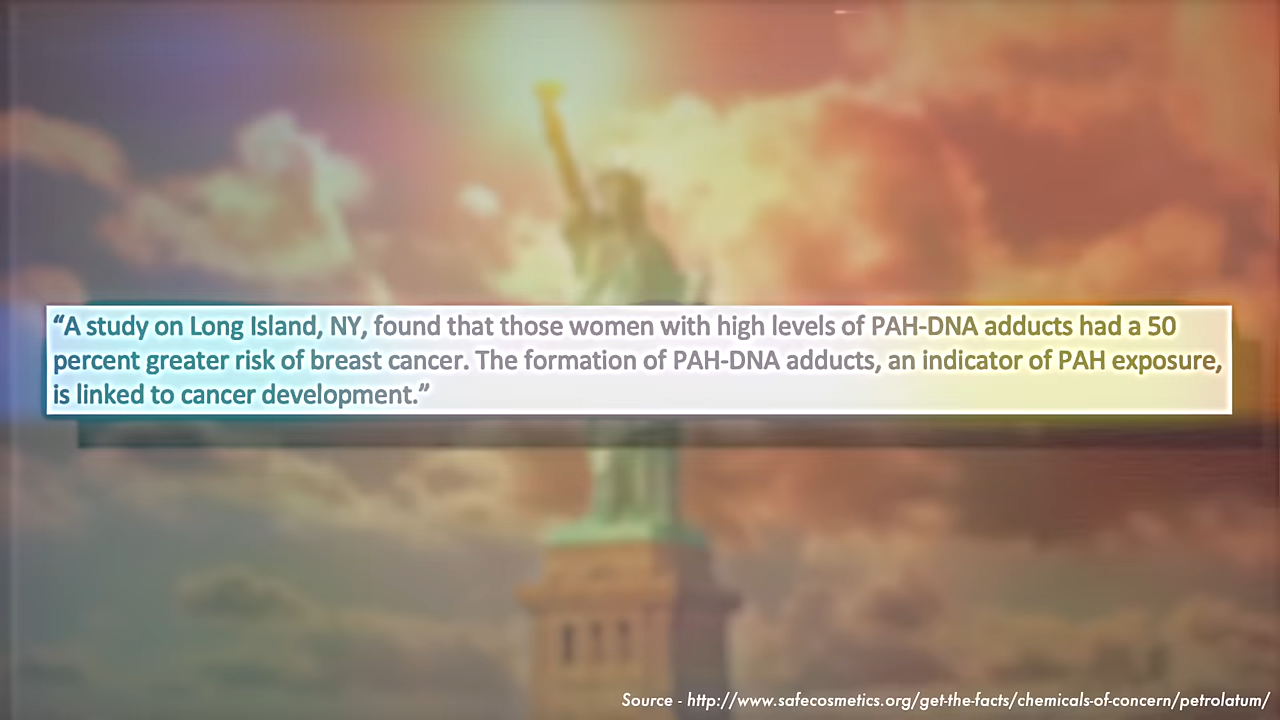 “A study on Long Island, NY, found that those women with high levels of PAH-DNA adducts had a 50
percent greater risk of breast cancer. The formation of PAH-DNA adducts, an indicator of PAH exposure,
is linked to cancer development.”
Source - http://www.safecosmetics.org/get-the-facts/chemicals-of-concern/petrolatum/